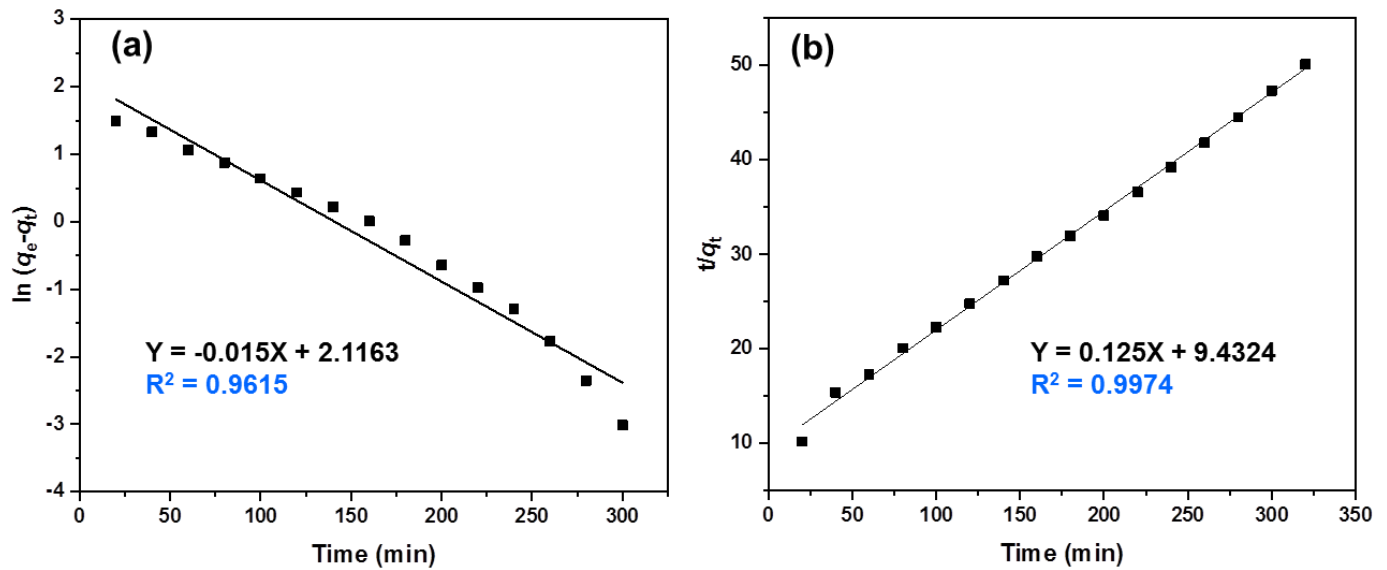 (a)
3
2
1
0
-1
-2
-3
-4
ln (qe-qt)
Y = -0.015X + 2.1163
R² = 0.9615
0 50 100 150 200 250 300
Time (min)
(b)
50
40
30
20
10
t/qt
Y = 0.125X + 9.4324
R² = 0.9974
0 50 100 150 200 250 300 350
Time (min)